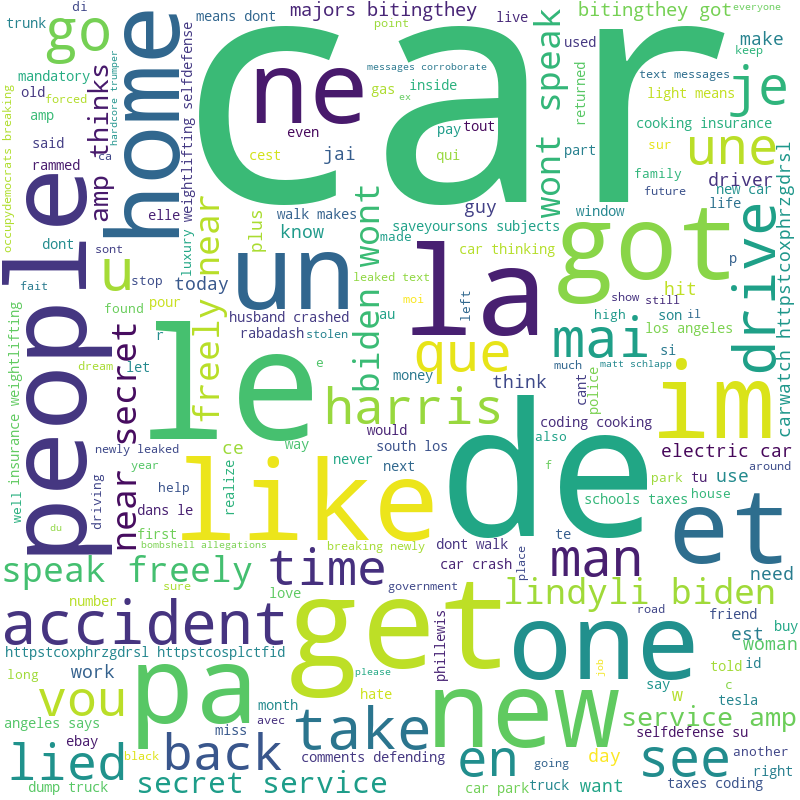 di
means dont
majors bitingthey
live
bitingthey got
everyone
trunk
go
ca
car
point
used
make
mandatory
messages corroborate
text messages
keep
old
gas
ex
inside
light means
je
amp
hardcore trumper
home
ne
even
forced
amp thinks
weightlifting selfdefense
wont speak
returned
cooking insurance
said
pay
tout
rammed
cest
jai
qui
part
sur
une
occupydemocrats breaking
elle
walk makes
guy
family
driver
plus
know
saveyoursons subjects
future
new car
life
dont
people
u
luxury
un
made
car thinking
window
got
drive
carwatch httpstcoxphrzgdrsl
sont
stop
today
leaked text
la
p
fait
pour
au
moi
left
show
still
hit
found
husband crashed
high
son
il
r
let
le
rabadash
stolen
biden wont
que
mai
los angeles
si
freely near
dream
e
money
much
matt schlapp
im
near secret
think
cant
police
well insurance weightlifting
harris
would
coding cooking
newly leaked
ce
way
south los
also
electric car
year
realize
never
like
next
de
f
park
tu
use
around
driving
help
dans le
schools taxes
house
du
first
te
et
bombshell allegations
breaking newly
dont walk
place
man
speak freely
sure
time
car crash
need
number
love
get
government
lindyli biden
accident
pa
phillewis
one
road
friend
httpstcoxphrzgdrsl httpstcosplctfid
please
job
est
buy
woman
long
work
vou
hate
new
told
id
say
c
month
take
w
tesla
service amp
angeles says
miss
avec
selfdefense su
ebay
back
comments defending
en
day
see
another
lied
black
going
right
dump truck
secret service
car park
truck
want
taxes coding